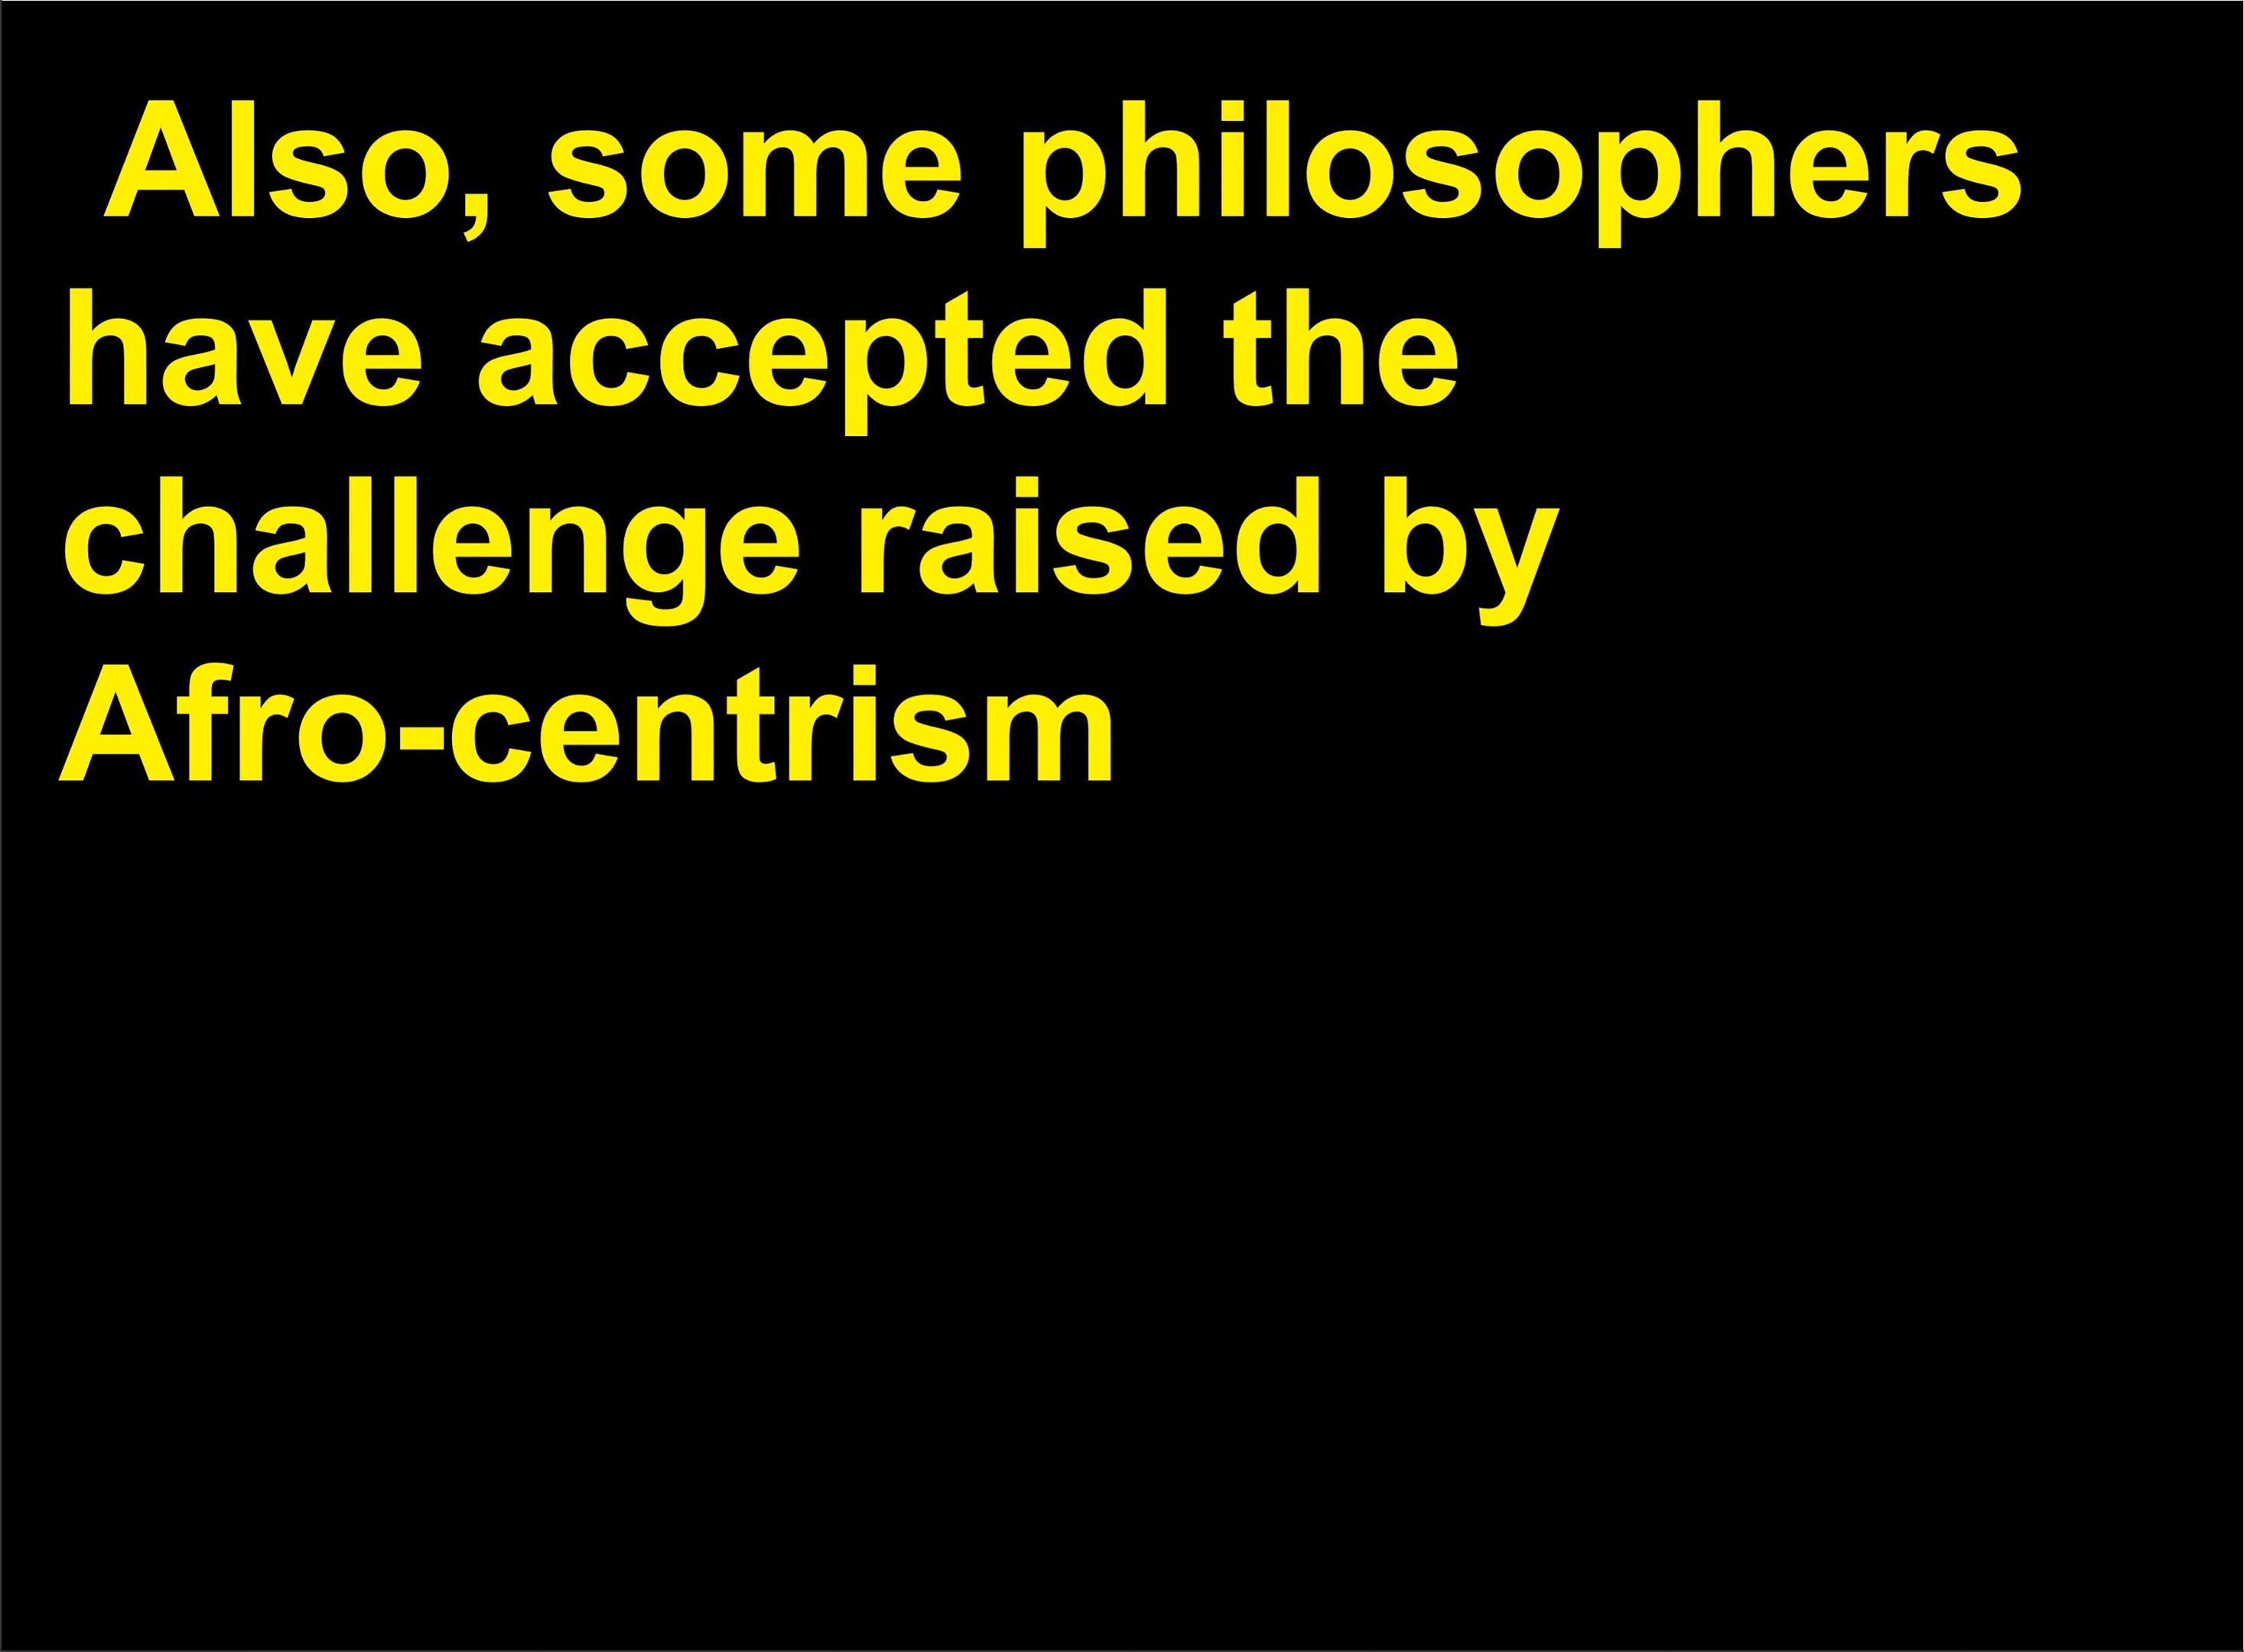 Also, some philosophers
have accepted the
challenge raised by
Afro-centrism